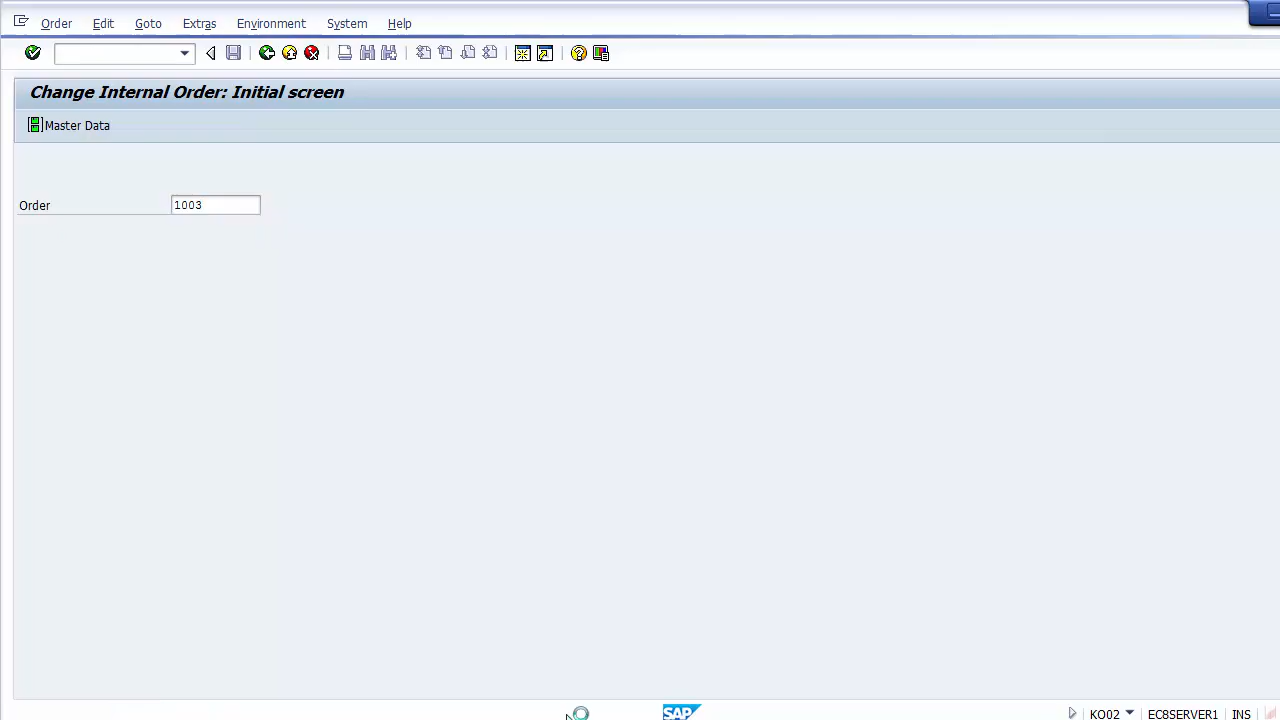 Order Edit Goto Extras Environment System Help
Change Internal Order: Initial screen
Master Data
Order 1003
SAP KO02 EC8SERVER1 INS